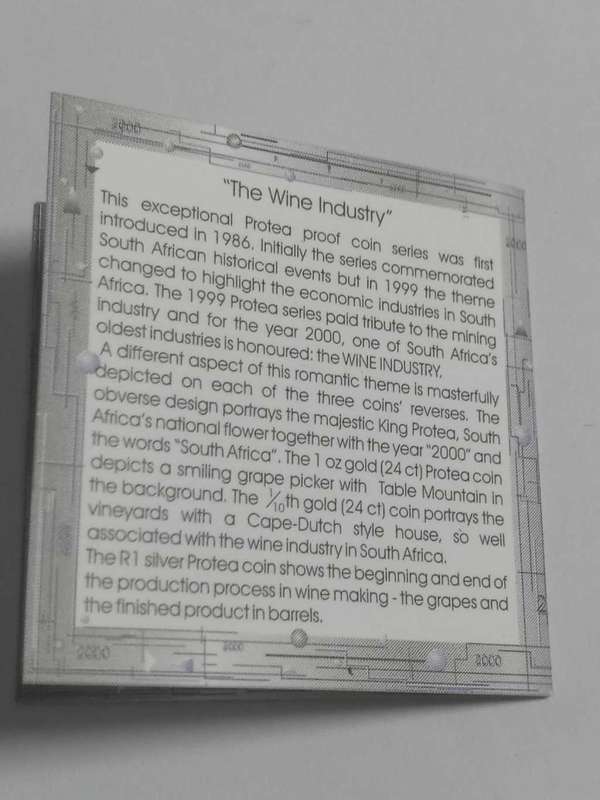 2000
2000
"The Wine Industry"
This exceptional Protea proof coin series was first
introduced in 1986. Initially the series commemorated
South African historical events but in 1999 the theme
changed to highlight the economic industries in South
Africa. The 1999 Protea series paid tribute to the mining
industry and for the year 2000, one of South Africa's
oldest industries is honoured: the WINE INDUSTRY.
A different aspect of this romantic theme is masterfully
depicted on each of the three coins' reverses. The
obverse design portrays the majestic King Protea, South
Africa's national flower together with the year "2000" and
the words "South Africa". The 1 oz gold (24 ct) Protea coin
depicts a smiling grape picker with Table Mountain in
the background. The 1/10th gold (24 ct) coin portrays the
vineyards with a Cape-Dutch style house, so well
associated with the wine industry in South Africa.
The R1 silver Protea coin shows the beginning and end of
the production process in wine making - the grapes and
the finished product in barrels.
2000
2000
2000